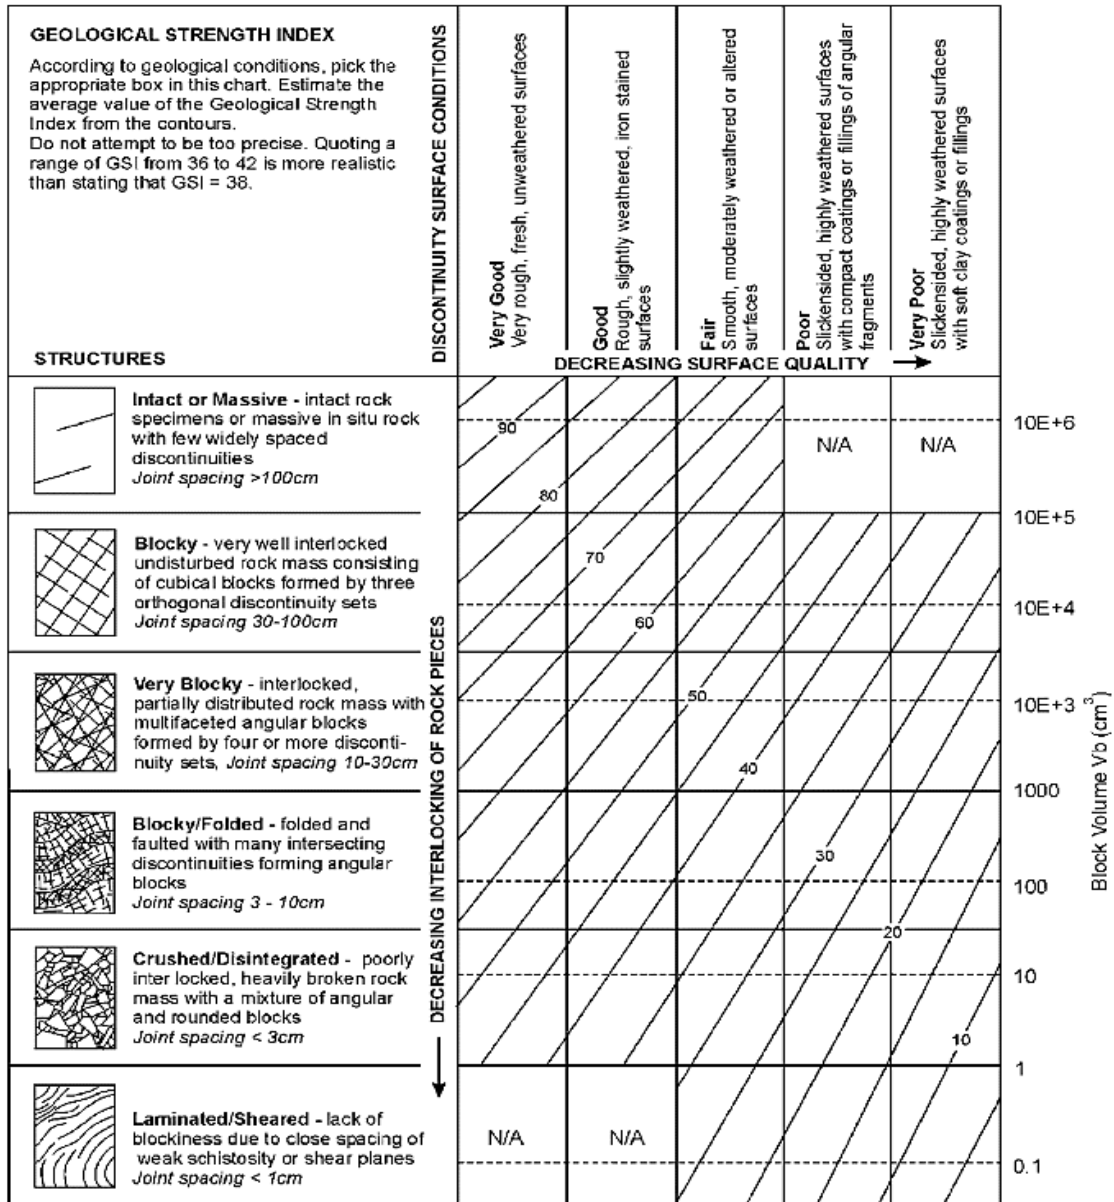 GEOLOGICAL STRENGTH INDEX
According to geological conditions, pick the
appropriate box in this chart. Estimate the
average value of the Geological Strength
Index from the contours.
Do not attempt to be too precise. Quoting a
range of GSI from 36 to 42 is more realistic
than stating that GSI = 38.
STRUCTURES
DISCONTINUITY SURFACE CONDITIONS
Very Good
Very rough, fresh, unweathered surfaces
Good
Rough, slightly weathered, iron stained
surfaces
Fair
Smooth, moderately weathered or altered
surfaces
Poor
Slickensided, highly weathered surfaces
with compact coatings or fillings of angular
fragments
Very Poor
Slickensided, highly weathered surfaces
with soft clay coatings or fillings
DECREASING SURFACE QUALITY
Intact or Massive - intact rock
specimens or massive in situ rock
with few widely spaced
discontinuities
Joint spacing >100cm
Blocky - very well interlocked
undisturbed rock mass consisting
of cubical blocks formed by three
orthogonal discontinuity sets
Joint spacing 30-100cm
Very Blocky - interlocked,
partially distributed rock mass with
multifaceted angular blocks
formed by four or more disconti-
nuity sets, Joint spacing 10-30cm
Blocky/Folded - folded and
faulted with many intersecting
discontinuities forming angular
blocks
Joint spacing 3 - 10cm
Crushed/Disintegrated - poorly
inter locked, heavily broken rock
mass with a mixture of angular
and rounded blocks
Joint spacing < 3cm
Laminated/Sheared - lack of
blockiness due to close spacing of
weak schistosity or shear planes
Joint spacing < 1cm
DECREASING INTERLOCKING OF ROCK PIECES
90
80
70
60
50
40
30
20
10
N/A
N/A
N/A
N/A
10E+6
10E+5
10E+4
10E+3
1000
100
10
1
0.1
Block Volume Vb (cm³)